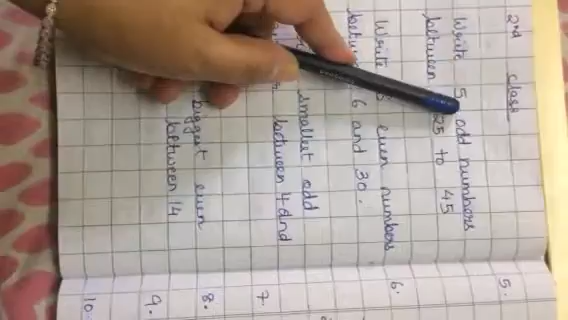 2nd class
Write 5 odd numbers
between 25 to 45
Write even numbers
6 and 30.
smallest odd
between 4 and
biggest even
between 14
5.
6.
7.
8.
9.
10.